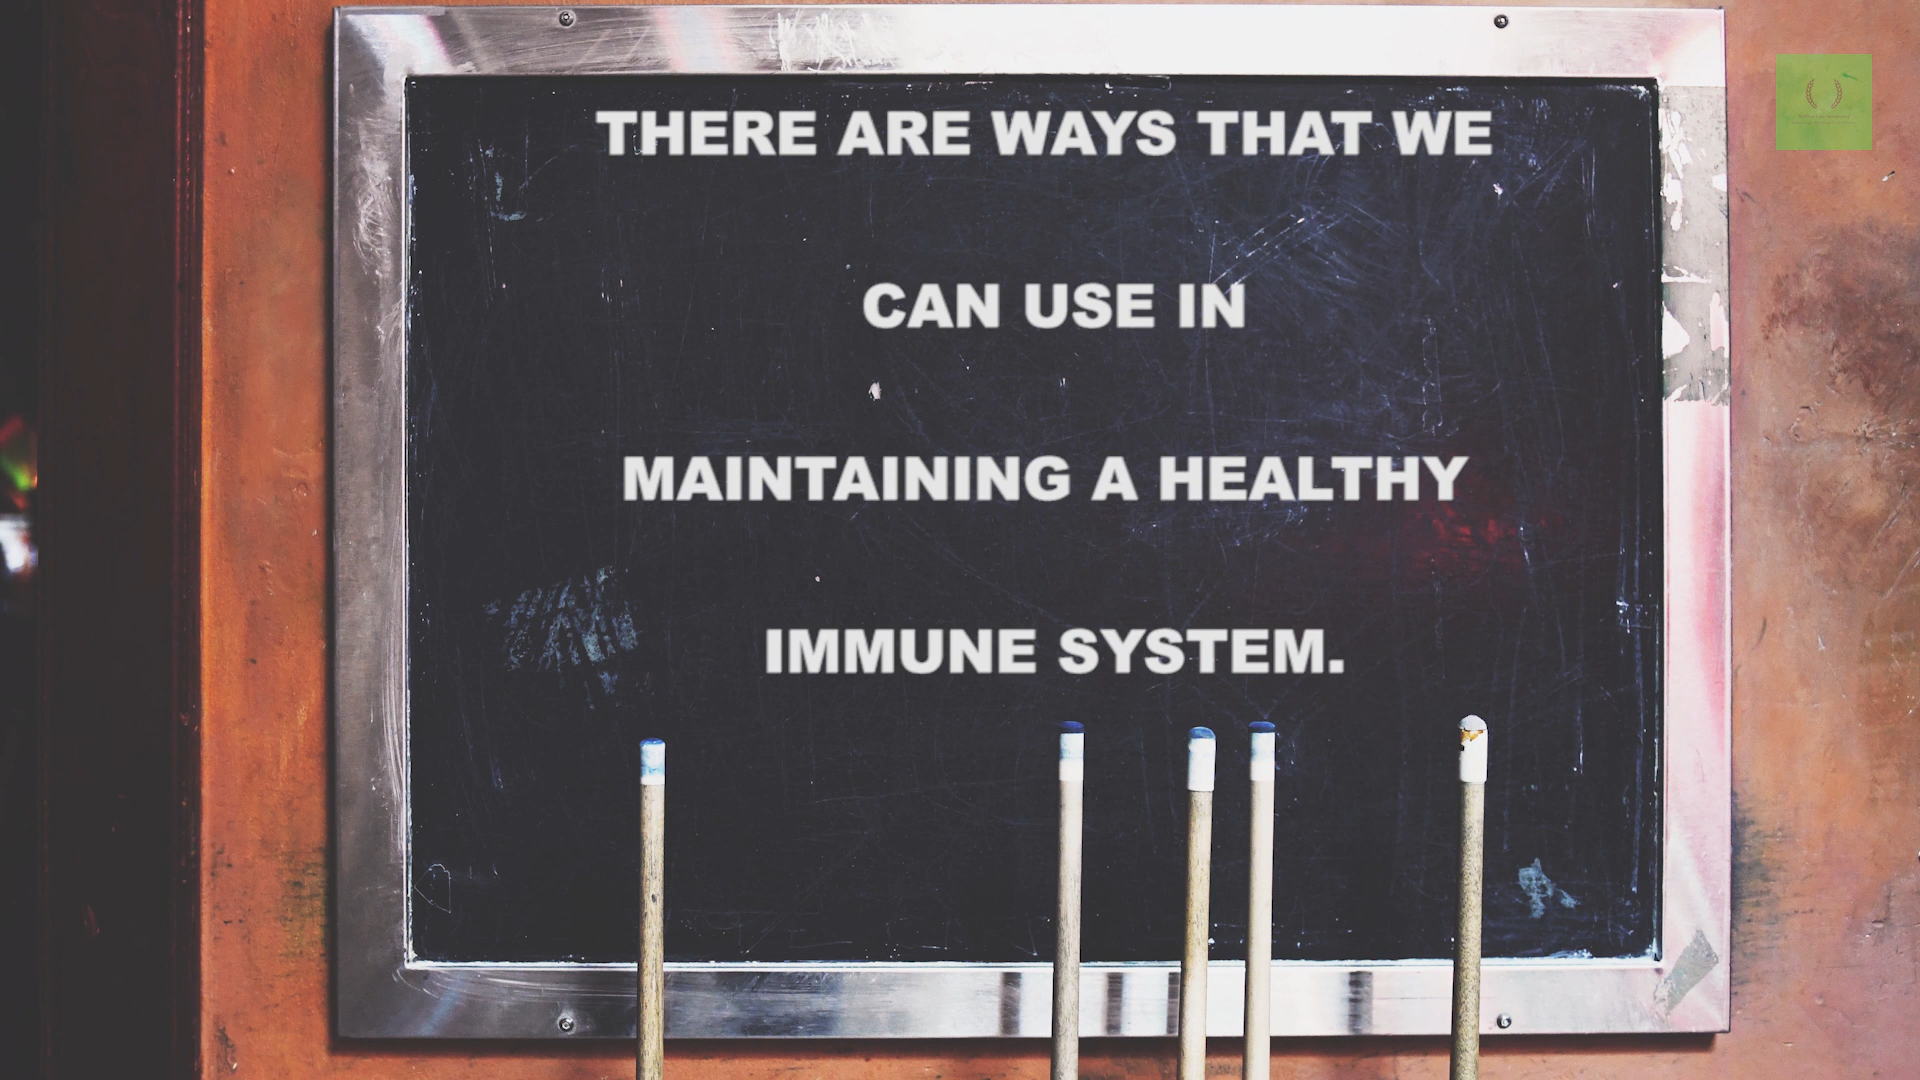 THERE ARE WAYS THAT WE
CAN USE IN
MAINTAINING A HEALTHY
IMMUNE SYSTEM.